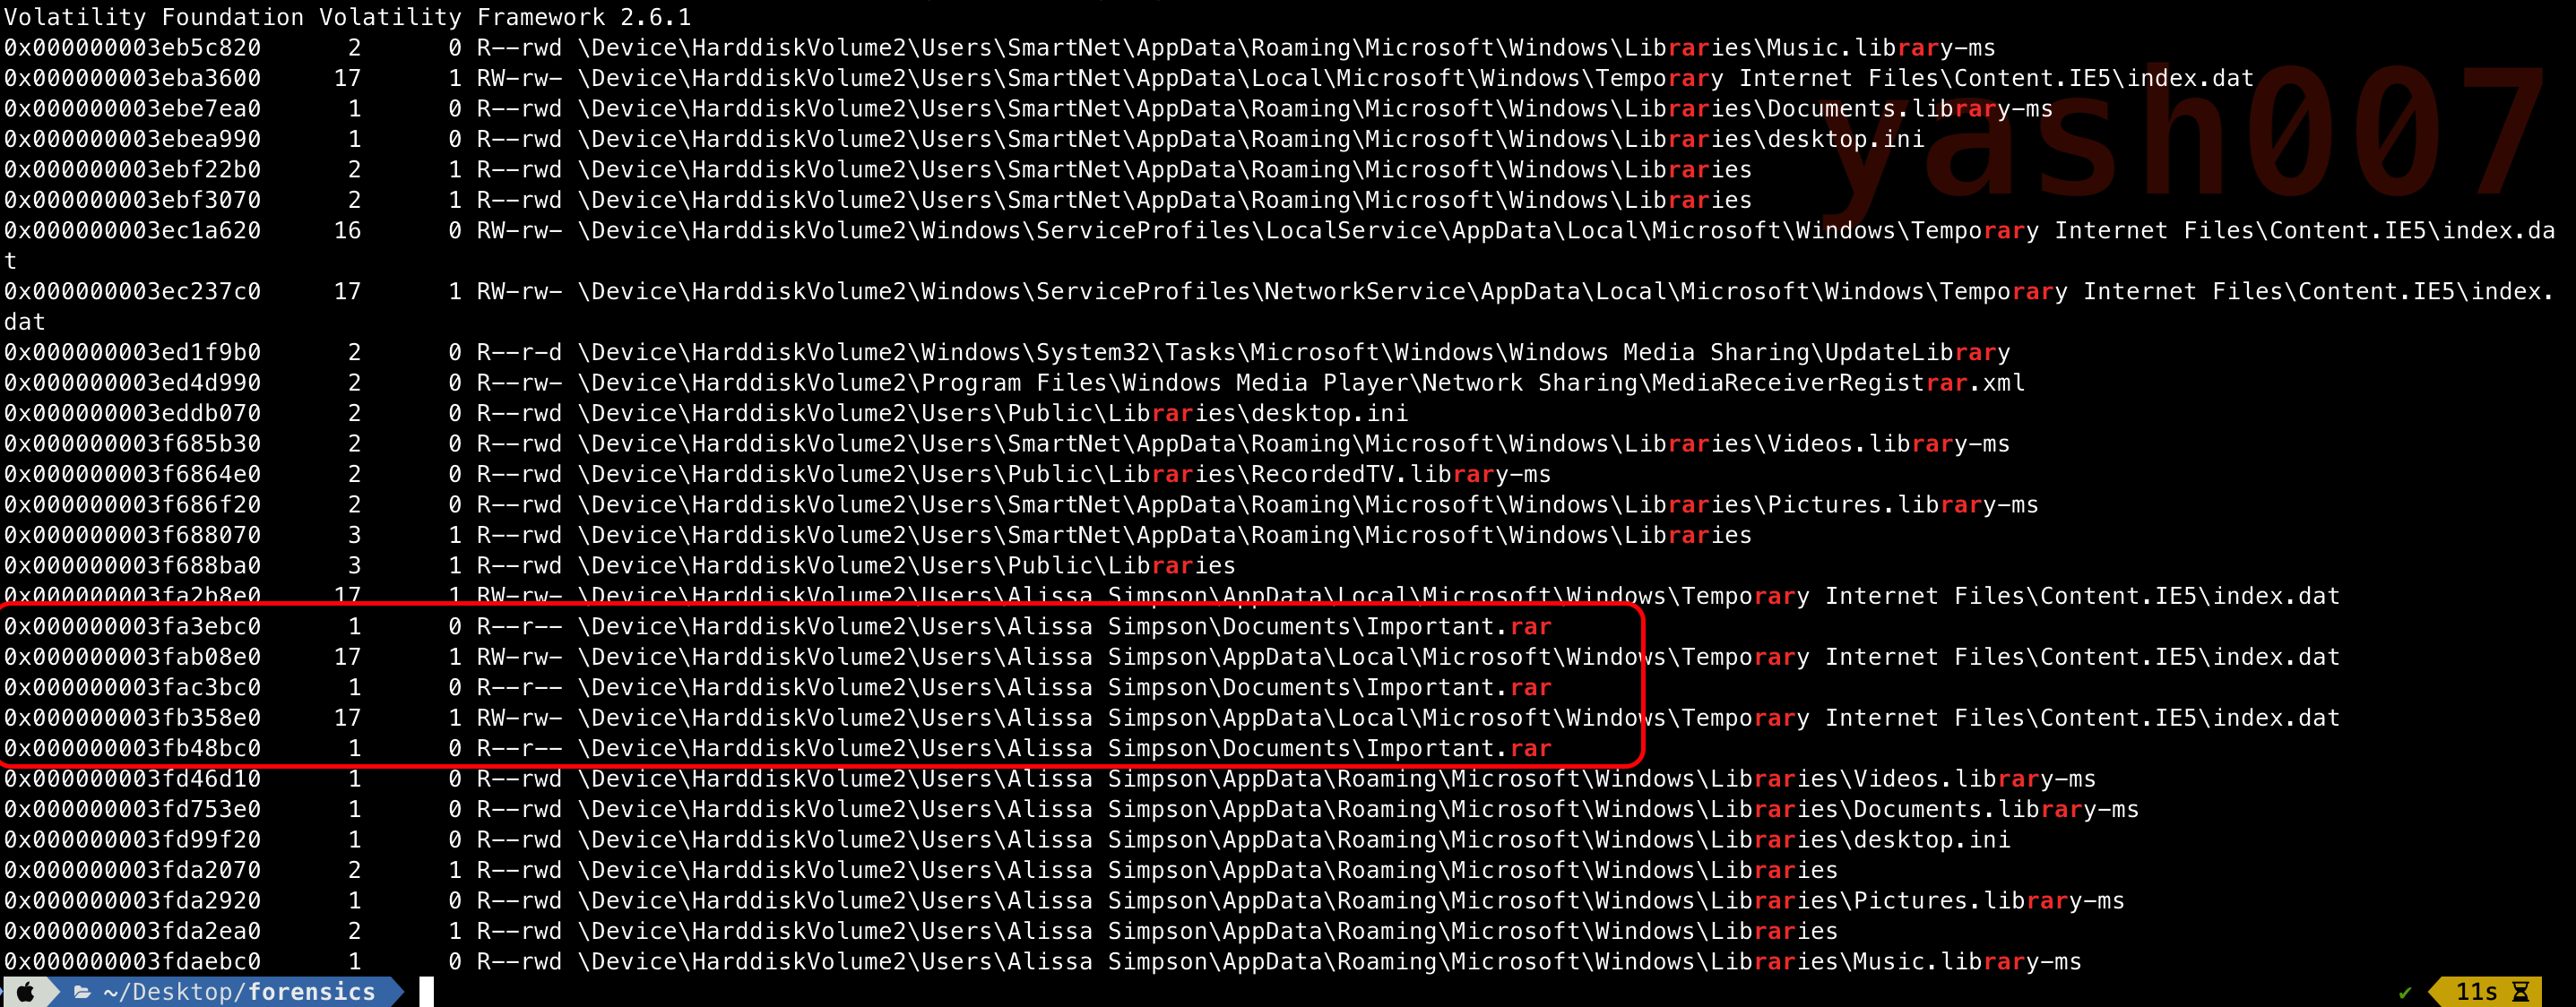 Volatility Foundation Volatility Framework 2.6.1
0x000000003eb5c820     2      0 R--rwd \Device\HarddiskVolume2\Users\SmartNet\AppData\Roaming\Microsoft\Windows\Libraries\Music.library-ms
0x000000003eba3600    17      1 RW-rw- \Device\HarddiskVolume2\Users\SmartNet\AppData\Local\Microsoft\Windows\Temporary Internet Files\Content.IE5\index.dat
0x000000003ebe7ea0     1      0 R--rwd \Device\HarddiskVolume2\Users\SmartNet\AppData\Roaming\Microsoft\Windows\Libraries\Documents.library-ms
0x000000003ebea990     1      0 R--rwd \Device\HarddiskVolume2\Users\SmartNet\AppData\Roaming\Microsoft\Windows\Libraries\desktop.ini
yash007
0x000000003ebf22b0     2      1 R--rwd \Device\HarddiskVolume2\Users\SmartNet\AppData\Roaming\Microsoft\Windows\Libraries
0x000000003ebf3070     2      1 R--rwd \Device\HarddiskVolume2\Users\SmartNet\AppData\Roaming\Microsoft\Windows\Libraries
0x000000003ec1a620    16      0 RW-rw- \Device\HarddiskVolume2\Windows\ServiceProfiles\LocalService\AppData\Local\Microsoft\Windows\Temporary Internet Files\Content.IE5\index.da
t
0x000000003ec237c0    17      1 RW-rw- \Device\HarddiskVolume2\Windows\ServiceProfiles\NetworkService\AppData\Local\Microsoft\Windows\Temporary Internet Files\Content.IE5\index.
dat
0x000000003ed1f9b0     2      0 R--r-d \Device\HarddiskVolume2\Windows\System32\Tasks\Microsoft\Windows\Windows Media Sharing\UpdateLibrary
0x000000003ed4d990     2      0 R--rw- \Device\HarddiskVolume2\Program Files\Windows Media Player\Network Sharing\MediaReceiverRegistrar.xml
0x000000003eddb070     2      0 R--rwd \Device\HarddiskVolume2\Users\Public\Libraries\desktop.ini
0x000000003f685b30     2      0 R--rwd \Device\HarddiskVolume2\Users\SmartNet\AppData\Roaming\Microsoft\Windows\Libraries\Videos.library-ms
0x000000003f6864e0     2      0 R--rwd \Device\HarddiskVolume2\Users\Public\Libraries\RecordedTV.library-ms
0x000000003f686f20     2      0 R--rwd \Device\HarddiskVolume2\Users\SmartNet\AppData\Roaming\Microsoft\Windows\Libraries\Pictures.library-ms
0x000000003f688070     3      1 R--rwd \Device\HarddiskVolume2\Users\SmartNet\AppData\Roaming\Microsoft\Windows\Libraries
0x000000003f688ba0     3      1 R--rwd \Device\HarddiskVolume2\Users\Public\Libraries
0x000000003fa2b8e0    17      1 RW-rw- \Device\HarddiskVolume2\Users\Alissa Simpson\AppData\Local\Microsoft\Windows\Temporary Internet Files\Content.IE5\index.dat
0x000000003fa3ebc0     1      0 R--r-- \Device\HarddiskVolume2\Users\Alissa Simpson\Documents\Important.rar
0x000000003fab08e0    17      1 RW-rw- \Device\HarddiskVolume2\Users\Alissa Simpson\AppData\Local\Microsoft\Windows\Temporary Internet Files\Content.IE5\index.dat
0x000000003fac3bc0     1      0 R--r-- \Device\HarddiskVolume2\Users\Alissa Simpson\Documents\Important.rar
0x000000003fb358e0    17      1 RW-rw- \Device\HarddiskVolume2\Users\Alissa Simpson\AppData\Local\Microsoft\Windows\Temporary Internet Files\Content.IE5\index.dat
0x000000003fb48bc0     1      0 R--r-- \Device\HarddiskVolume2\Users\Alissa Simpson\Documents\Important.rar
0x000000003fd46d10     1      0 R--rwd \Device\HarddiskVolume2\Users\Alissa Simpson\AppData\Roaming\Microsoft\Windows\Libraries\Videos.library-ms
0x000000003fd753e0     1      0 R--rwd \Device\HarddiskVolume2\Users\Alissa Simpson\AppData\Roaming\Microsoft\Windows\Libraries\Documents.library-ms
0x000000003fd99f20     1      0 R--rwd \Device\HarddiskVolume2\Users\Alissa Simpson\AppData\Roaming\Microsoft\Windows\Libraries\desktop.ini
0x000000003fda2070     2      1 R--rwd \Device\HarddiskVolume2\Users\Alissa Simpson\AppData\Roaming\Microsoft\Windows\Libraries
0x000000003fda2920     1      0 R--rwd \Device\HarddiskVolume2\Users\Alissa Simpson\AppData\Roaming\Microsoft\Windows\Libraries\Pictures.library-ms
0x000000003fda2ea0     2      1 R--rwd \Device\HarddiskVolume2\Users\Alissa Simpson\AppData\Roaming\Microsoft\Windows\Libraries
0x000000003fdaebc0     1      0 R--rwd \Device\HarddiskVolume2\Users\Alissa Simpson\AppData\Roaming\Microsoft\Windows\Libraries\Music.library-ms
~/Desktop/forensics ✔ 11s